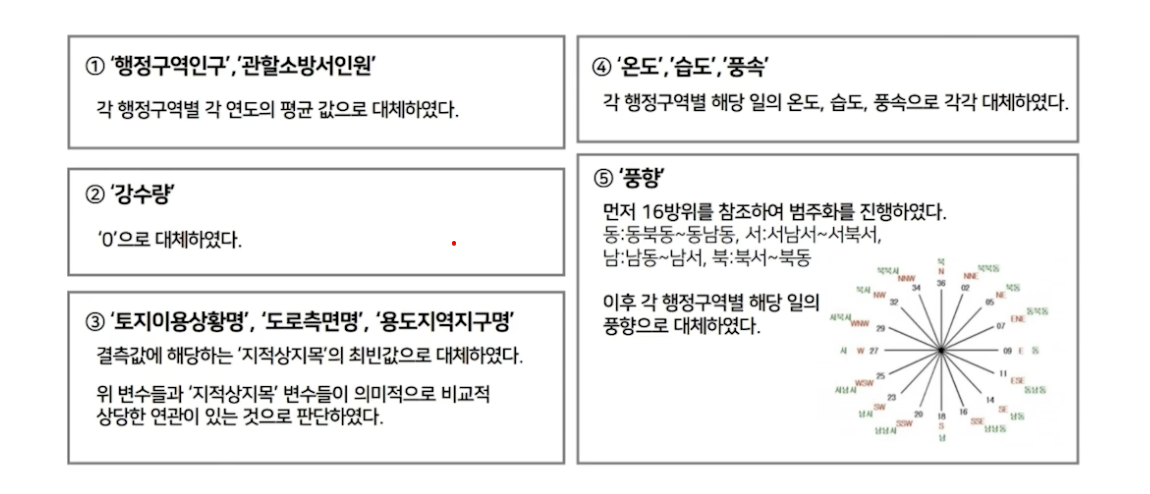 ① ‘행정구역인구’,’관할소방서인원’
각 행정구역별 각 연도의 평균 값으로 대체하였다.
② ‘강수량’
‘0’으로 대체하였다.
③ ‘토지이용상황명’, ‘도로측면명’, ‘용도지역지구명’
결측값에 해당하는 ‘지적상지목’의 최빈값으로 대체하였다.
위 변수들과 ‘지적상지목’ 변수들이 의미적으로 비교적
상당한 연관이 있는 것으로 판단하였다.
④ ‘온도’,’습도’,’풍속’
각 행정구역별 해당 일의 온도, 습도, 풍속으로 각각 대체하였다.
⑤ ‘풍향’
먼저 16방위를 참조하여 범주화를 진행하였다.
동:동북동~동남동, 서:서남서~서북서,
남:남동~남서, 북:북서~북동
이후 각 행정구역별 해당 일의
풍향으로 대체하였다.
북
N
36
북북동
NNE
02
북동
NE
05
동북동
ENE
07
동
E
09
동남동
ESE
11
남동
SE
14
남남동
SSE
16
남
S
18
남남서
SSW
20
남서
SW
23
서남서
WSW
25
서
W
27
서북서
WNW
29
북서
NW
32
북북서
NNW
34